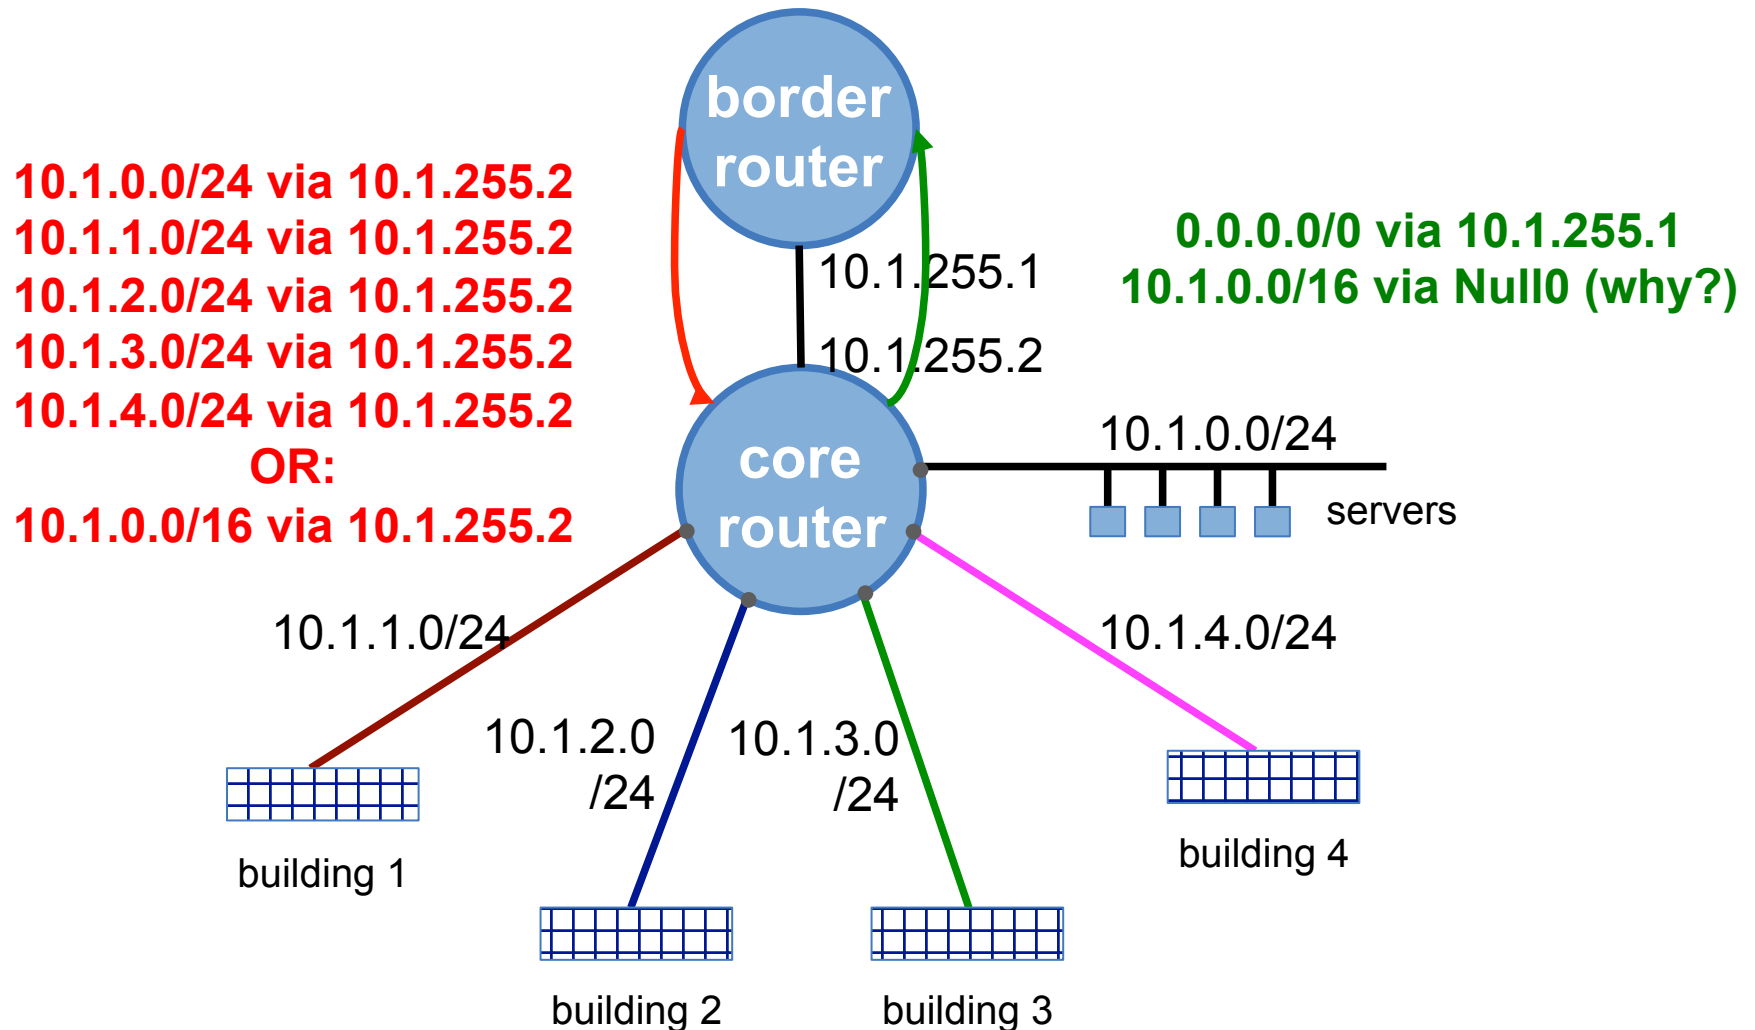 border
router
10.1.0.0/24 via 10.1.255.2
10.1.1.0/24 via 10.1.255.2
10.1.2.0/24 via 10.1.255.2
10.1.3.0/24 via 10.1.255.2
10.1.4.0/24 via 10.1.255.2
OR:
10.1.0.0/16 via 10.1.255.2
0.0.0.0/0 via 10.1.255.1
10.1.0.0/16 via Null0 (why?)
10.1.255.1
10.1.255.2
core
router
10.1.0.0/24
servers
10.1.1.0/24
10.1.2.0
/24
10.1.3.0
/24
10.1.4.0/24
building 1
building 2
building 3
building 4